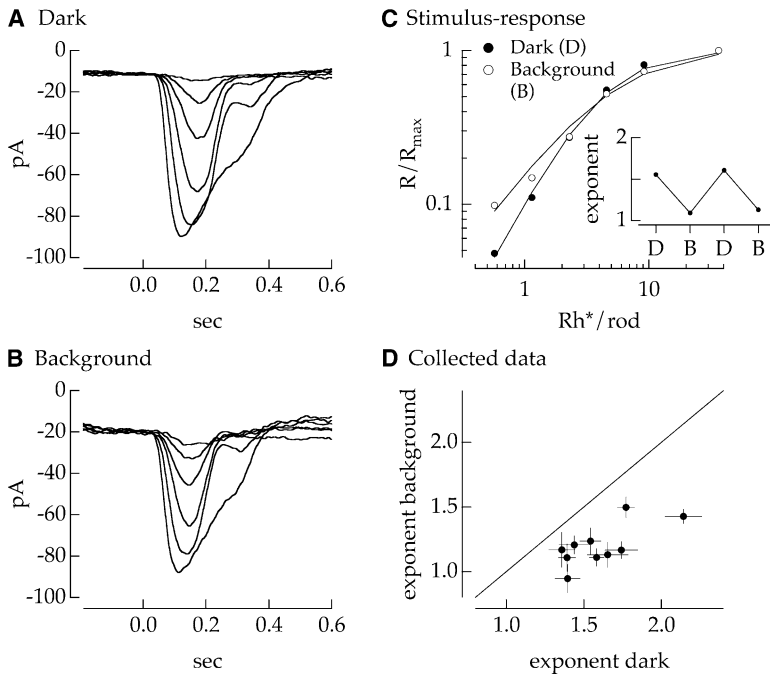 A Dark
0
-20
-40
-60
-80
-100
pA
0.0 0.2 0.4 0.6
sec
B Background
0
-20
-40
-60
-80
-100
pA
0.0 0.2 0.4 0.6
sec
C Stimulus-response
1
0.1
R/Rmax
Dark (D)
Background
(B)
2
1
exponent
D B D B
1 10
Rh*/rod
D Collected data
2.0
1.5
1.0
exponent background
1.0 1.5 2.0
exponent dark